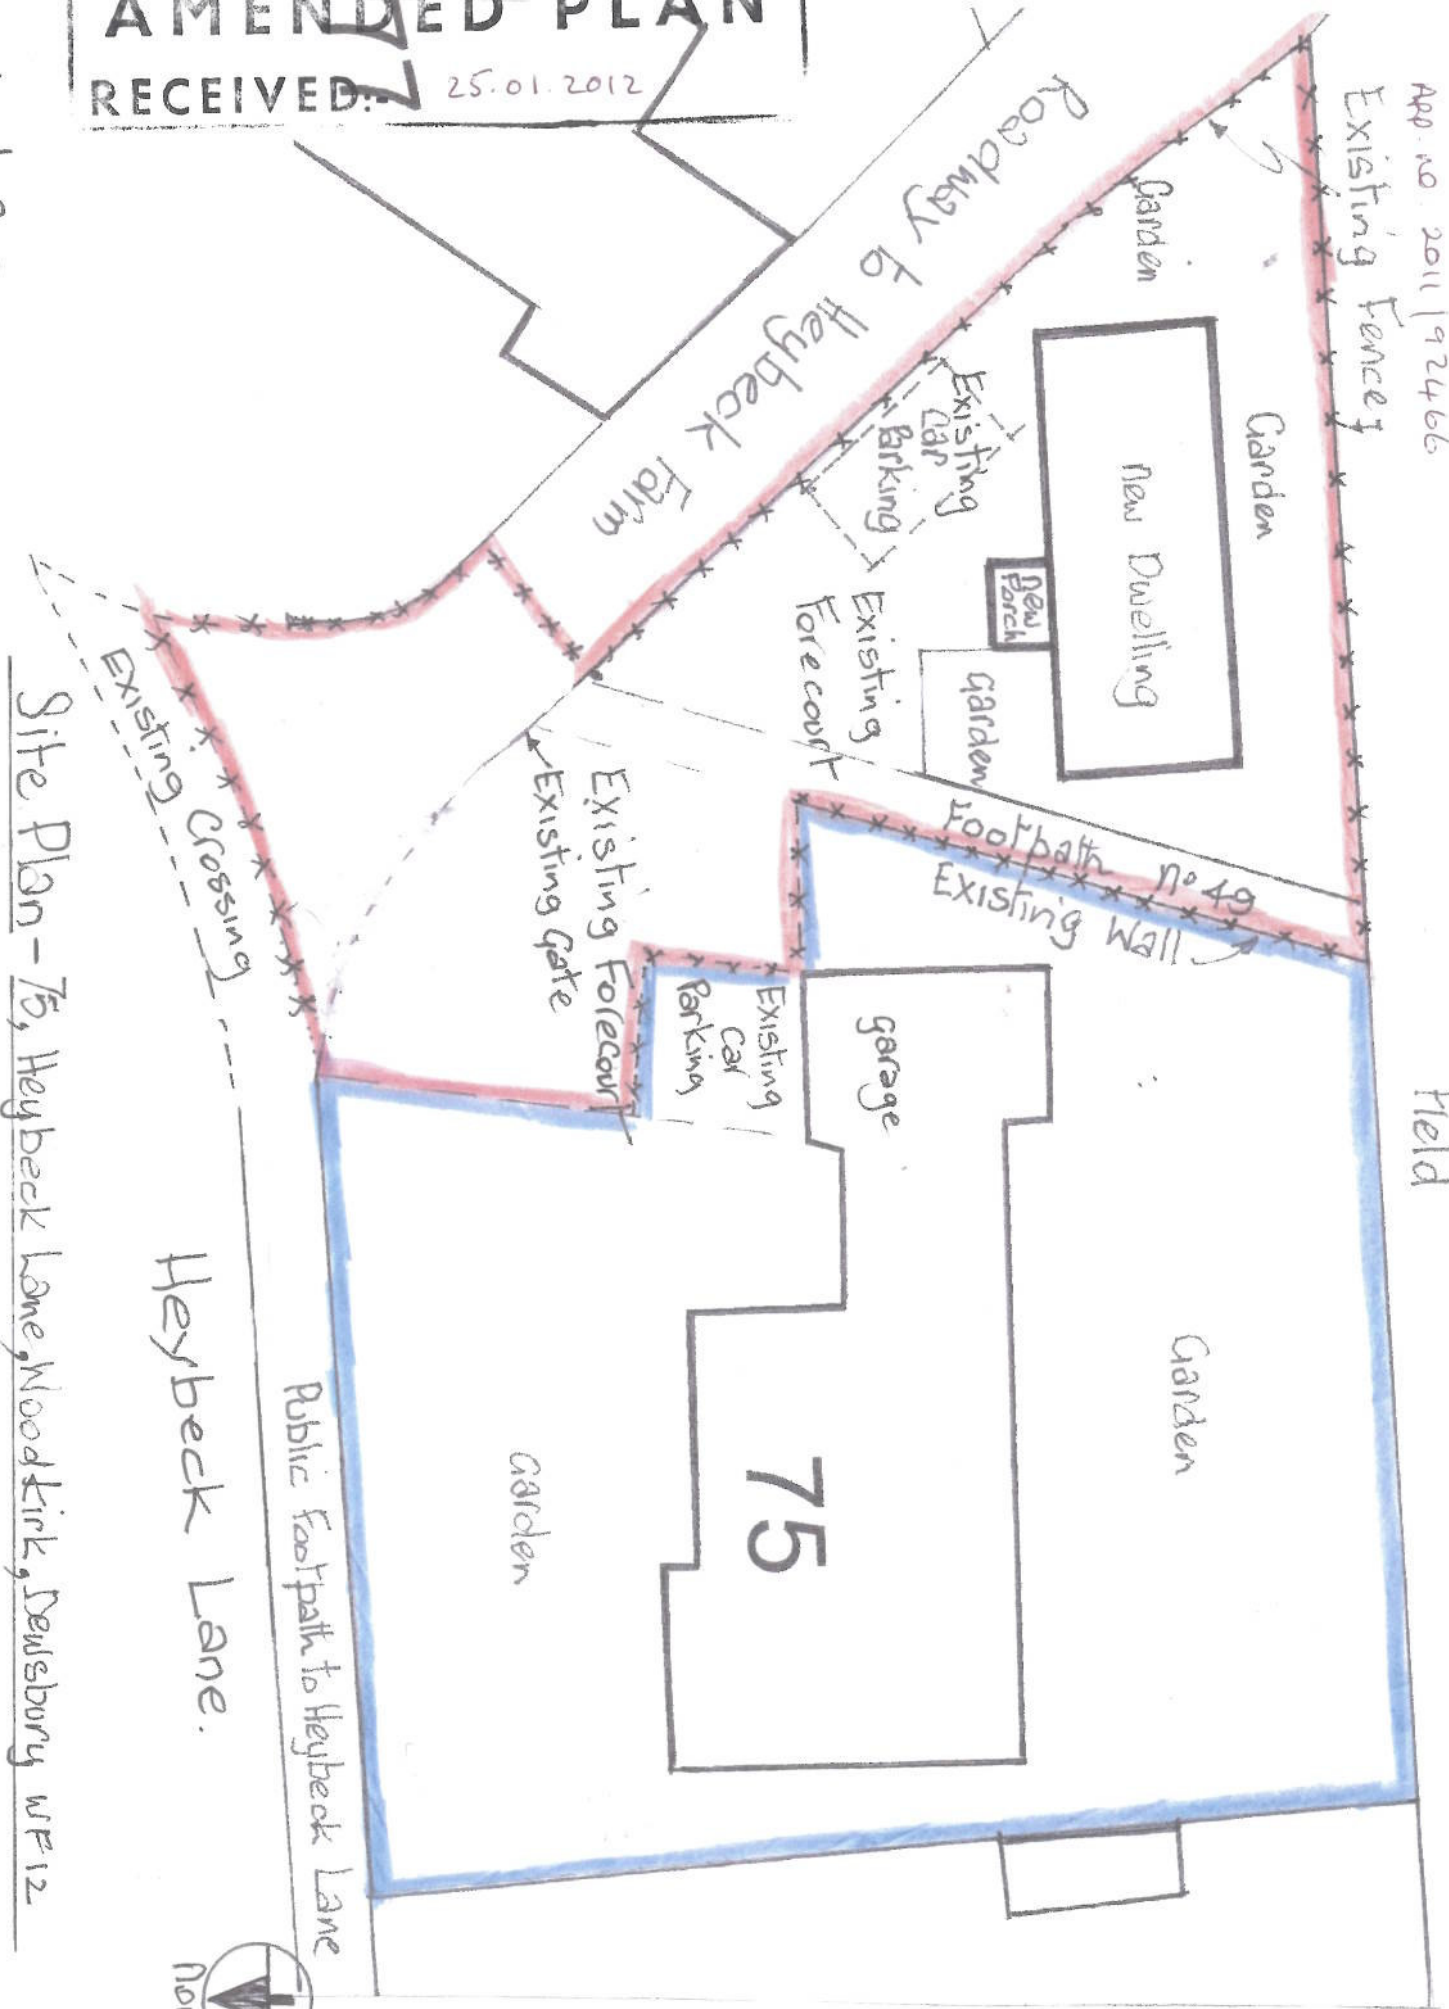 AMENDED PLAN
RECEIVED:- 25.01.2012
77
App. no. 2011/92466
Existing Fence
Field
Garden
Garden
New Dwelling
New
Porch
Garden
Existing
Car
Parking
Existing
Forecourt
Roadway to Heybeck Farm
Footpath nº 49
Existing Wall
garage
Existing
Car
Parking
Existing Forecourt
Existing Gate
Existing Crossing
Garden
75
Garden
Public Footpath to Heybeck Lane
Heybeck Lane.
Site Plan - 75, Heybeck Lane, Woodkirk, Dewsbury WF12